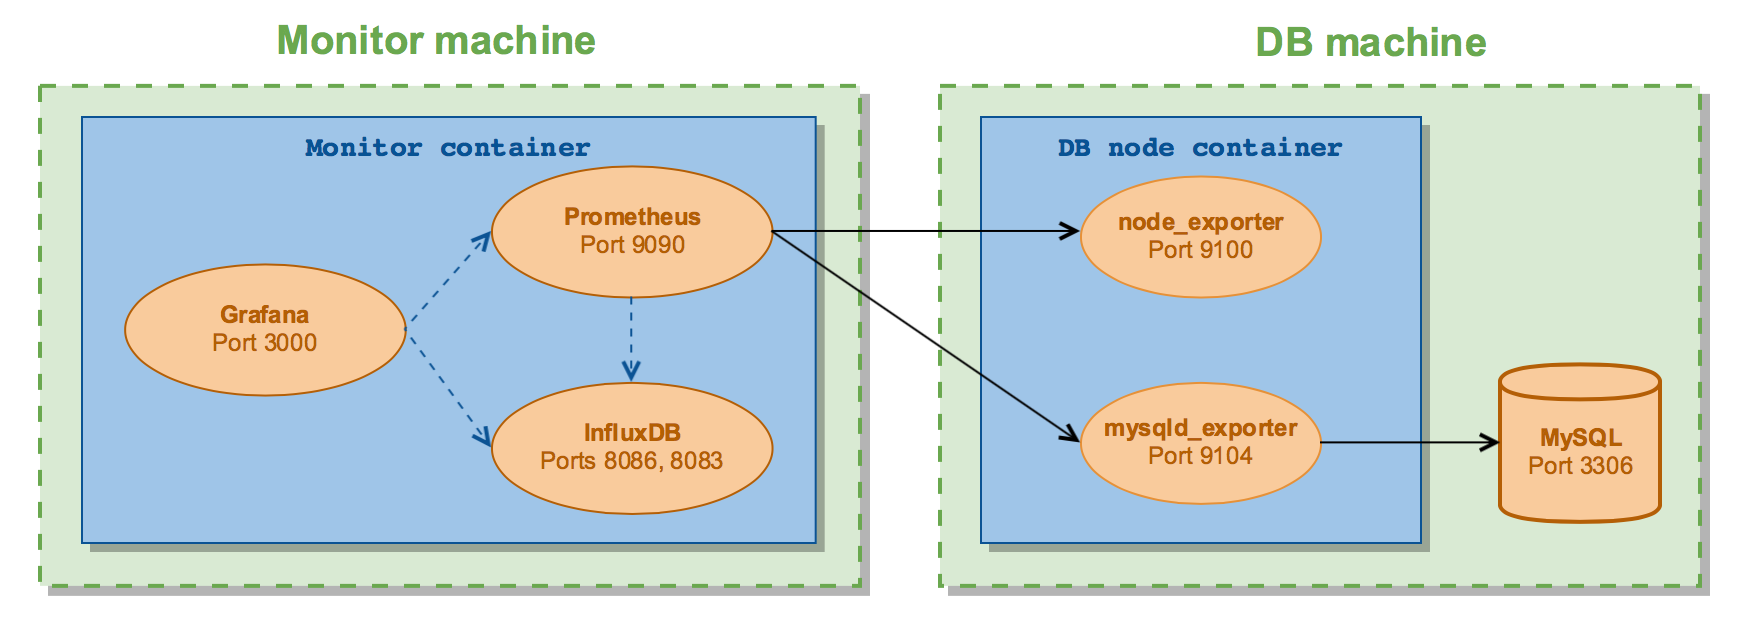 Monitor machine
DB machine
Monitor container
DB node container
Prometheus
Port 9090
node_exporter
Port 9100
Grafana
Port 3000
InfluxDB
Ports 8086, 8083
mysqld_exporter
Port 9104
MySQL
Port 3306